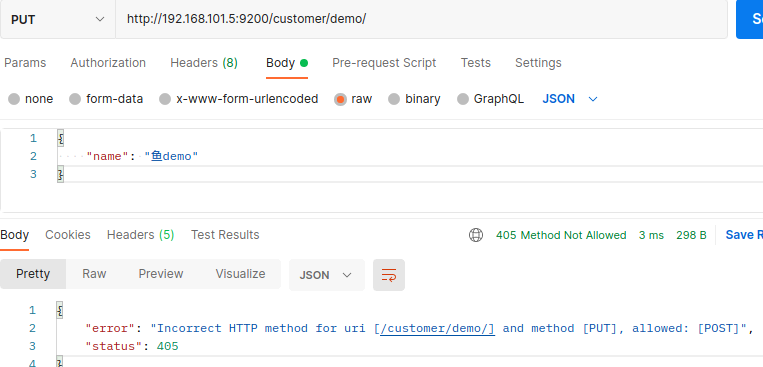 PUT http://192.168.101.5:9200/customer/demo/
Params Authorization Headers (8) Body Pre-request Script Tests Settings
none form-data x-www-form-urlencoded raw binary GraphQL JSON
1 {
2 "name": "鱼demo"
3 }
Body Cookies Headers (5) Test Results 405 Method Not Allowed 3 ms 298 B Save R
Pretty Raw Preview Visualize JSON
1 {
2 "error": "Incorrect HTTP method for uri [/customer/demo/] and method [PUT], allowed: [POST]",
3 "status": 405
4 }